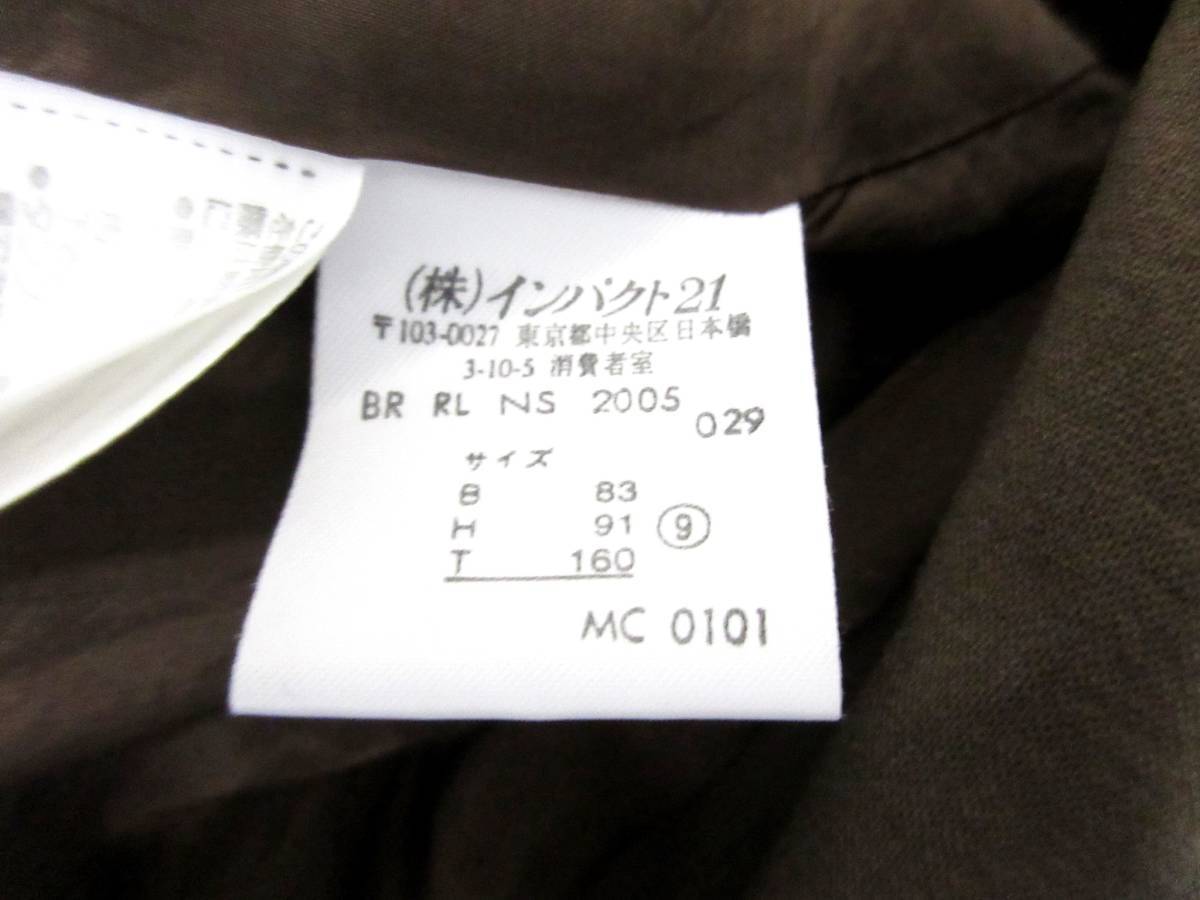 (株)インパクト21
〒103-0027 東京都中央区日本橋
3-10-5 消費者室
BR RL NS 2005
029
サイズ
B 83
H 91 ⑨
T 160
MC 0101